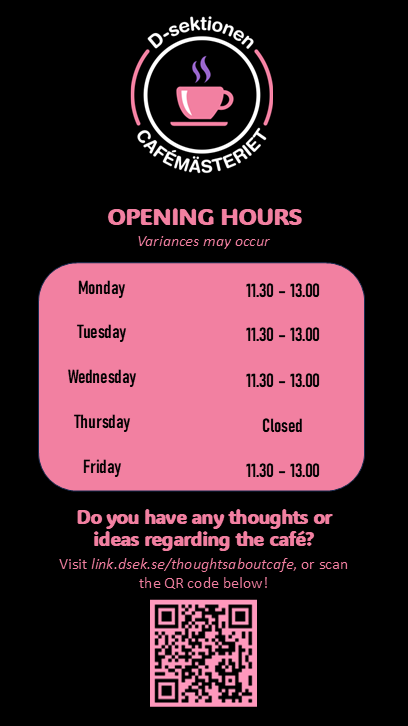 D-sektionen
CAFÉMÄSTERIET
OPENING HOURS
Variances may occur
Monday 11.30 – 13.00
Tuesday 11.30 – 13.00
Wednesday 11.30 – 13.00
Thursday Closed
Friday 11.30 – 13.00
Do you have any thoughts or
ideas regarding the café?
Visit link.dsek.se/thoughtsaboutcafe, or scan
the QR code below!